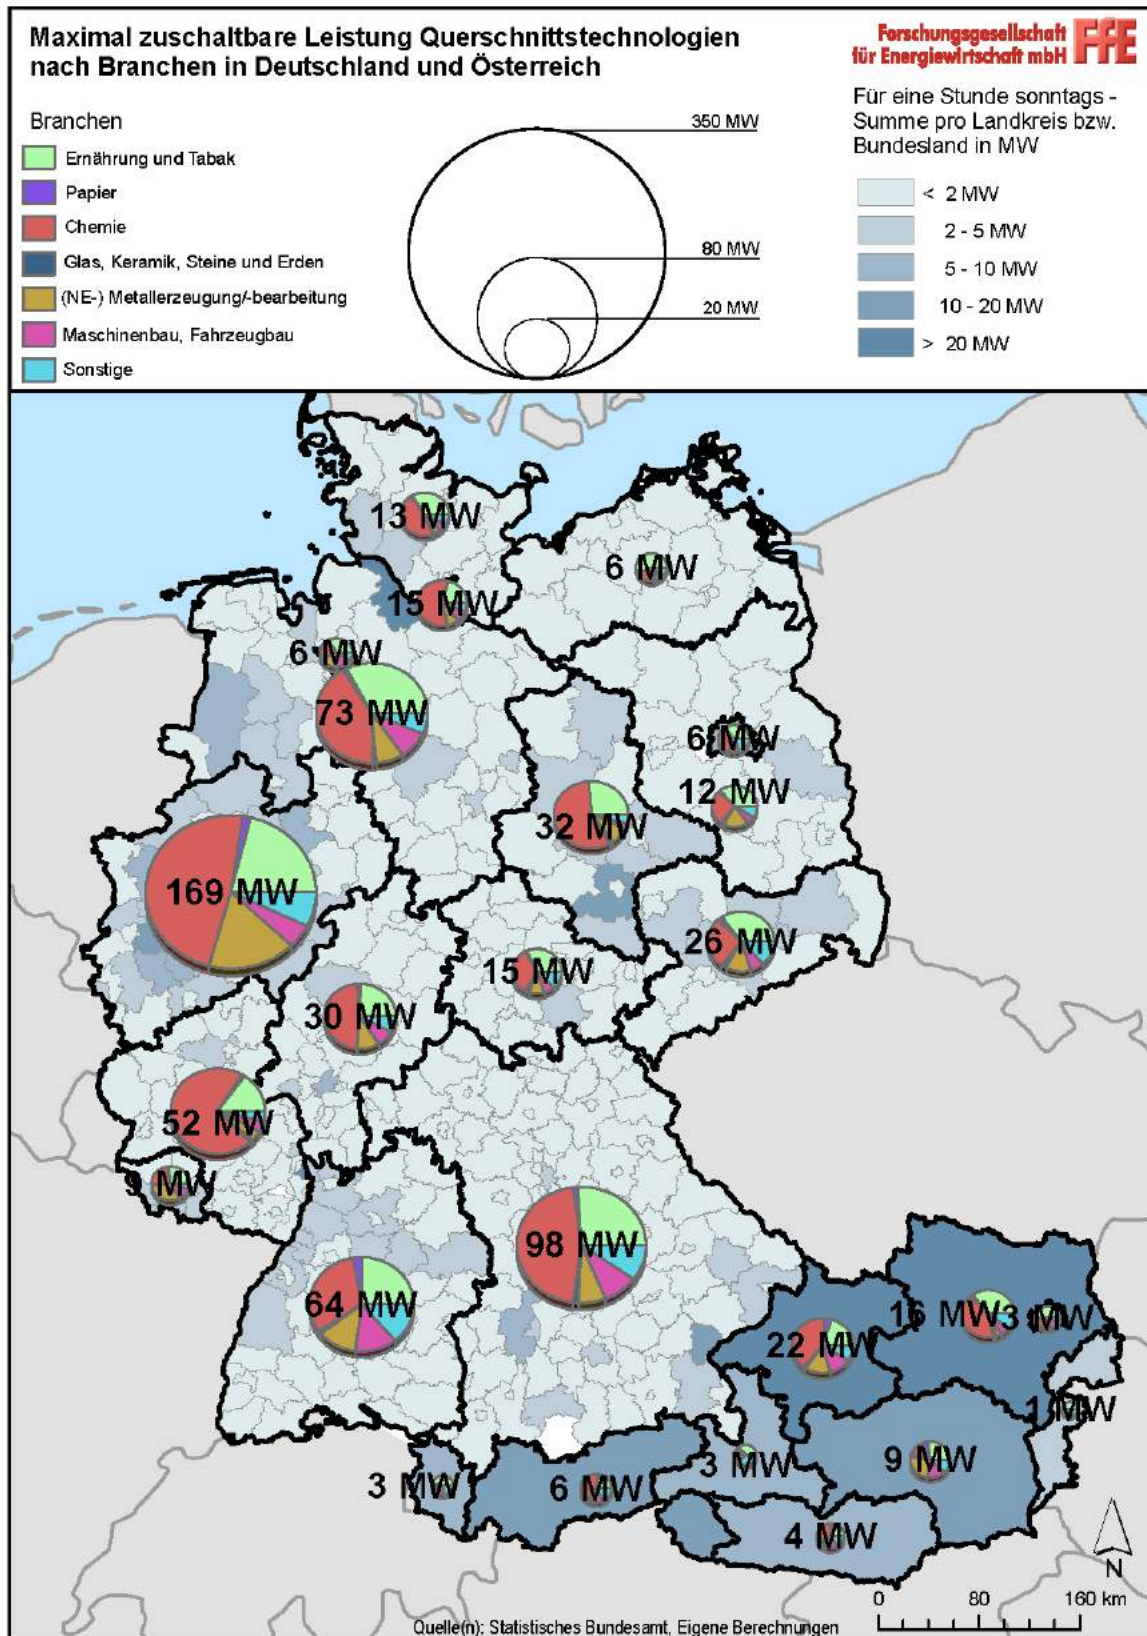 Maximal zuschaltbare Leistung Querschnittstechnologien
nach Branchen in Deutschland und Österreich
Forschungsgesellschaft
für Energiewirtschaft mbH FfE
Branchen
Ernährung und Tabak
Papier
Chemie
Glas, Keramik, Steine und Erden
(NE-) Metallerzeugung/-bearbeitung
Maschinenbau, Fahrzeugbau
Sonstige
350 MW
80 MW
20 MW
Für eine Stunde sonntags -
Summe pro Landkreis bzw.
Bundesland in MW
< 2 MW
2 - 5 MW
5 - 10 MW
10 - 20 MW
> 20 MW
13 MW
6 MW
15 MW
6 MW
73 MW
6 MW
12 MW
32 MW
169 MW
26 MW
15 MW
30 MW
52 MW
9 MW
98 MW
64 MW
16 MW
3 MW
22 MW
1 MW
9 MW
3 MW
3 MW
6 MW
4 MW
N
0 80 160 km
Quelle(n): Statistisches Bundesamt, Eigene Berechnungen